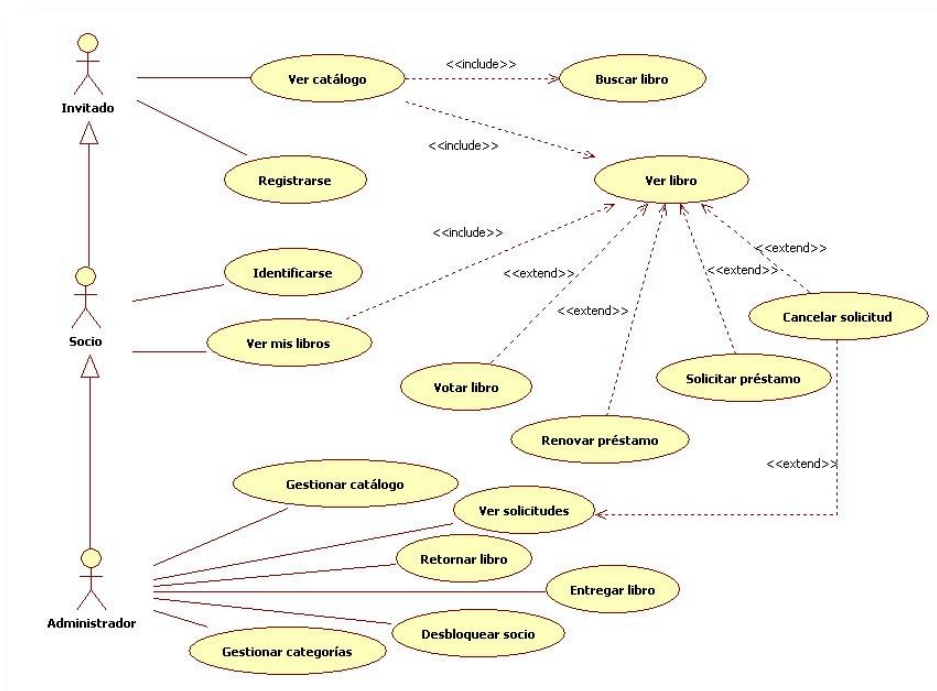 Invitado
Ver catálogo
<<include>>
Buscar libro
<<include>>
Registrarse
Ver libro
<<include>>
Identificarse
<<extend>>
<<extend>>
<<extend>>
<<extend>>
Socio
Ver mis libros
Cancelar solicitud
Votar libro
Solicitar préstamo
Renovar préstamo
<<extend>>
Gestionar catálogo
Ver solicitudes
Retornar libro
Entregar libro
Administrador
Desbloquear socio
Gestionar categorías